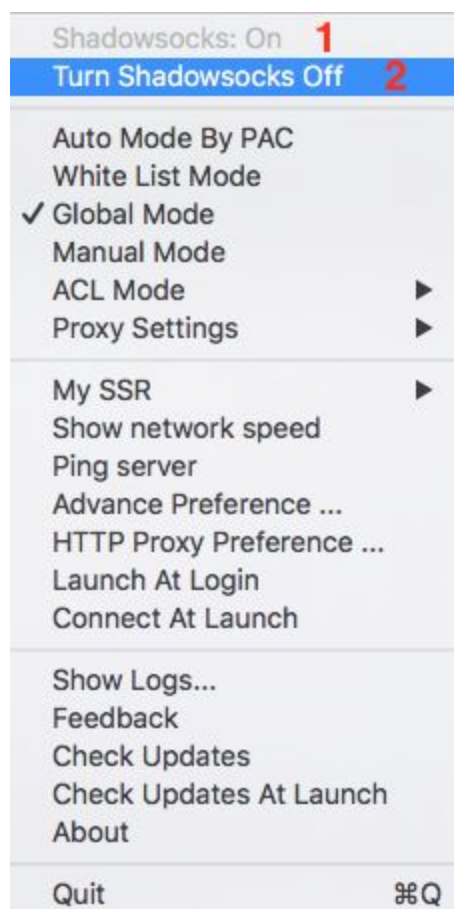 Shadowsocks: On 1
Turn Shadowsocks Off 2
Auto Mode By PAC
White List Mode
✓ Global Mode
Manual Mode
ACL Mode ▶
Proxy Settings ▶
My SSR ▶
Show network speed
Ping server
Advance Preference ...
HTTP Proxy Preference ...
Launch At Login
Connect At Launch
Show Logs...
Feedback
Check Updates
Check Updates At Launch
About
Quit ⌘Q